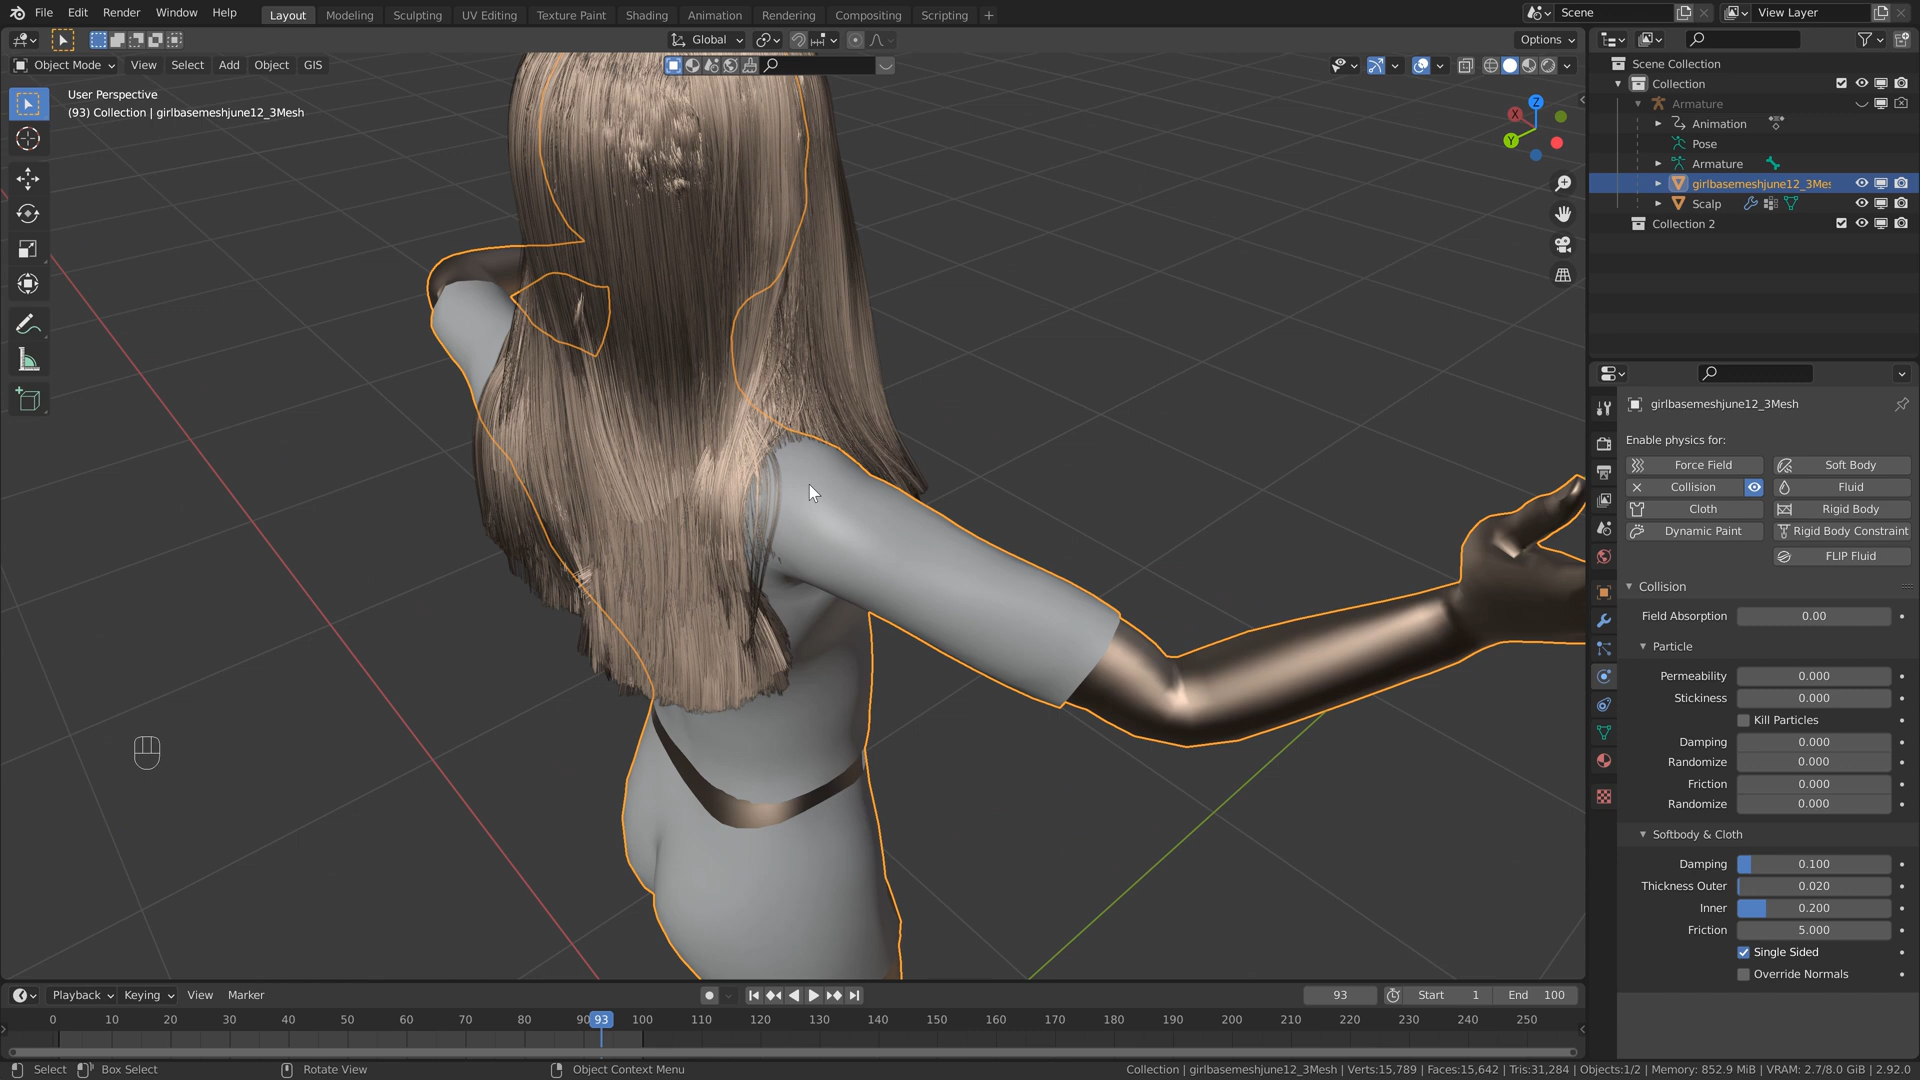 File Edit Render Window Help Layout Modeling Sculpting UV Editing Texture Paint Shading Animation Rendering Compositing Scripting + Scene View Layer
Global Options
Object Mode View Select Add Object GIS
User Perspective
(93) Collection | girlbasemeshjune12_3Mesh
Z
X
Y
Scene Collection
Collection
Armature
Animation
Pose
Armature
girlbasemeshjune12_3Mes
Scalp
Collection 2
girlbasemeshjune12_3Mesh
Enable physics for:
Force Field Soft Body
Collision Fluid
Cloth Rigid Body
Dynamic Paint Rigid Body Constraint
FLIP Fluid
Collision
Field Absorption 0.00
Particle
Permeability 0.000
Stickiness 0.000
Kill Particles
Damping 0.000
Randomize 0.000
Friction 0.000
Randomize 0.000
Softbody & Cloth
Damping 0.100
Thickness Outer 0.020
Inner 0.200
Friction 5.000
Single Sided
Override Normals
Playback Keying View Marker 93 Start 1 End 100
0 10 20 30 40 50 60 70 80 90 93 100 110 120 130 140 150 160 170 180 190 200 210 220 230 240 250
Select Box Select Rotate View Object Context Menu Collection | girlbasemeshjune12_3Mesh | Verts:15,789 | Faces:15,642 | Tris:31,284 | Objects:1/2 | Memory: 852.9 MiB | VRAM: 2.7/8.0 GiB | 2.92.0